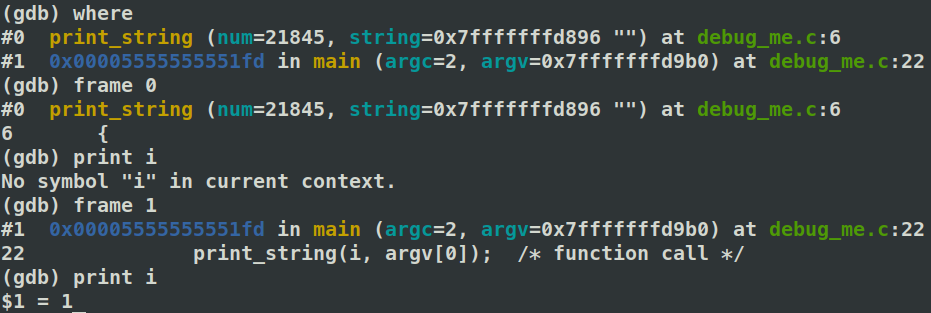 (gdb) where
#0  print_string (num=21845, string=0x7fffffffd896 "") at debug_me.c:6
#1  0x00005555555551fd in main (argc=2, argv=0x7fffffffd9b0) at debug_me.c:22
(gdb) frame 0
#0  print_string (num=21845, string=0x7fffffffd896 "") at debug_me.c:6
6       {
(gdb) print i
No symbol "i" in current context.
(gdb) frame 1
#1  0x00005555555551fd in main (argc=2, argv=0x7fffffffd9b0) at debug_me.c:22
22              print_string(i, argv[0]);  /* function call */
(gdb) print i
$1 = 1